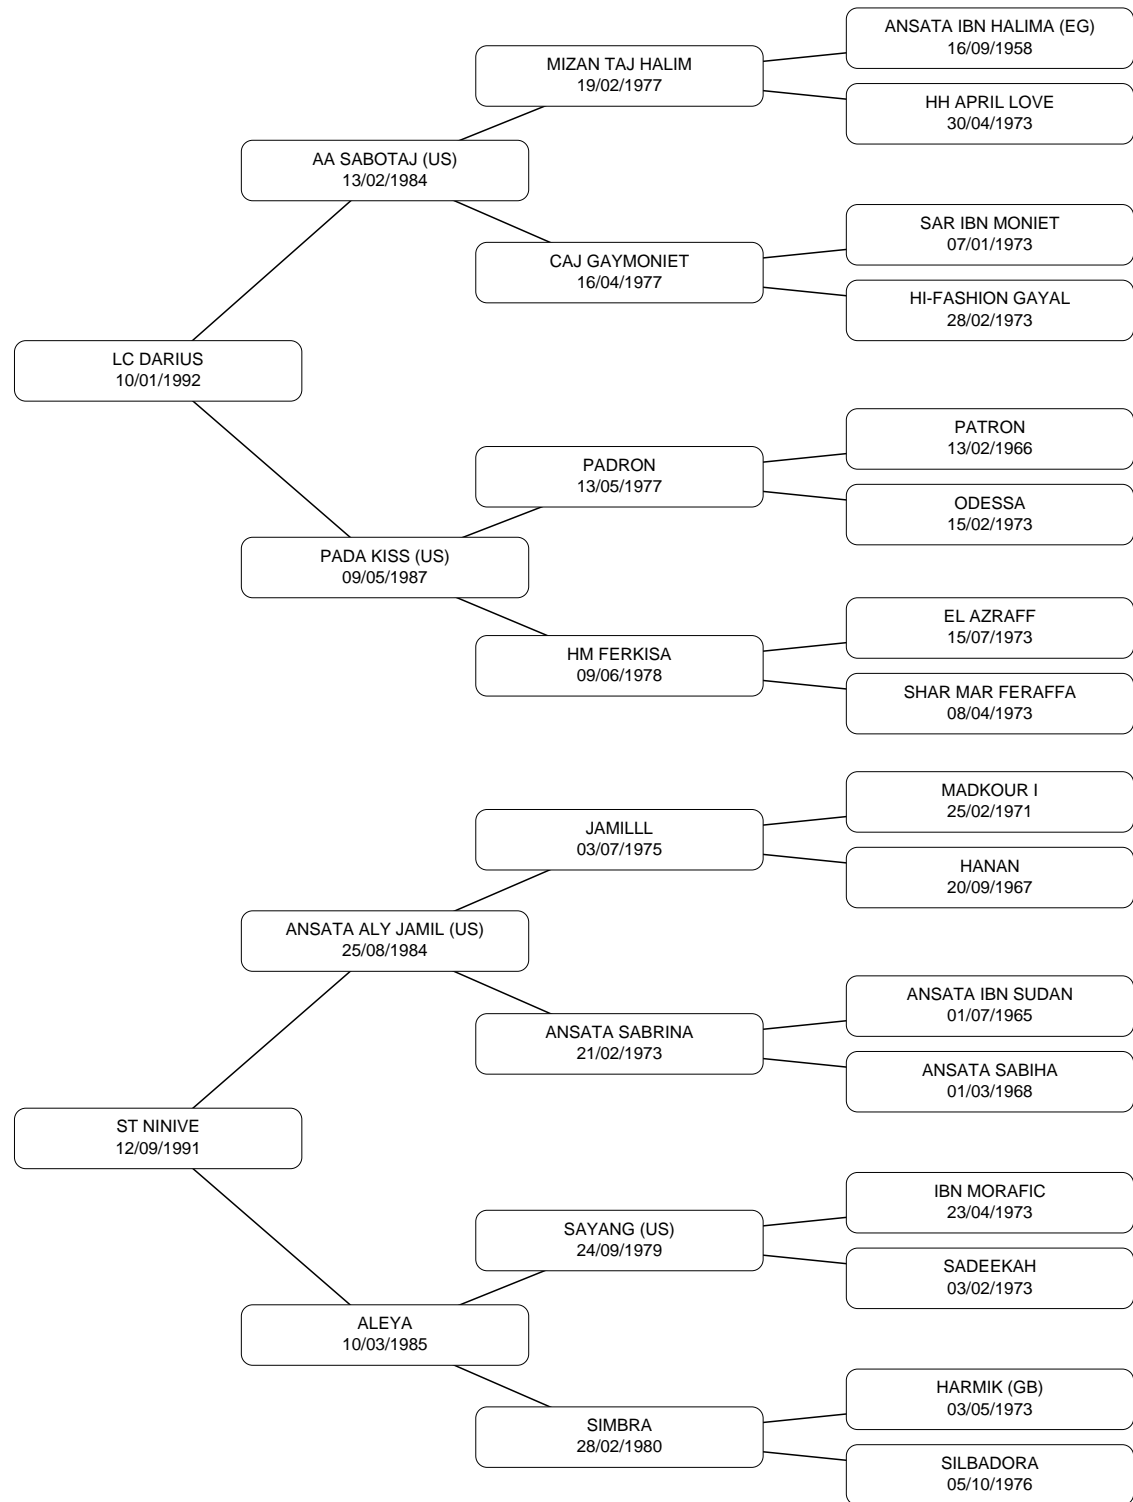 ANSATA IBN HALIMA (EG)
16/09/1958
MIZAN TAJ HALIM
19/02/1977
HH APRIL LOVE
30/04/1973
AA SABOTAJ (US)
13/02/1984
SAR IBN MONIET
07/01/1973
CAJ GAYMONIET
16/04/1977
HI-FASHION GAYAL
28/02/1973
LC DARIUS
10/01/1992
PATRON
13/02/1966
PADRON
13/05/1977
ODESSA
15/02/1973
PADA KISS (US)
09/05/1987
EL AZRAFF
15/07/1973
HM FERKISA
09/06/1978
SHAR MAR FERAFFA
08/04/1973
MADKOUR I
25/02/1971
JAMILLL
03/07/1975
HANAN
20/09/1967
ANSATA ALY JAMIL (US)
25/08/1984
ANSATA IBN SUDAN
01/07/1965
ANSATA SABRINA
21/02/1973
ANSATA SABIHA
01/03/1968
ST NINIVE
12/09/1991
IBN MORAFIC
23/04/1973
SAYANG (US)
24/09/1979
SADEEKAH
03/02/1973
ALEYA
10/03/1985
HARMIK (GB)
03/05/1973
SIMBRA
28/02/1980
SILBADORA
05/10/1976